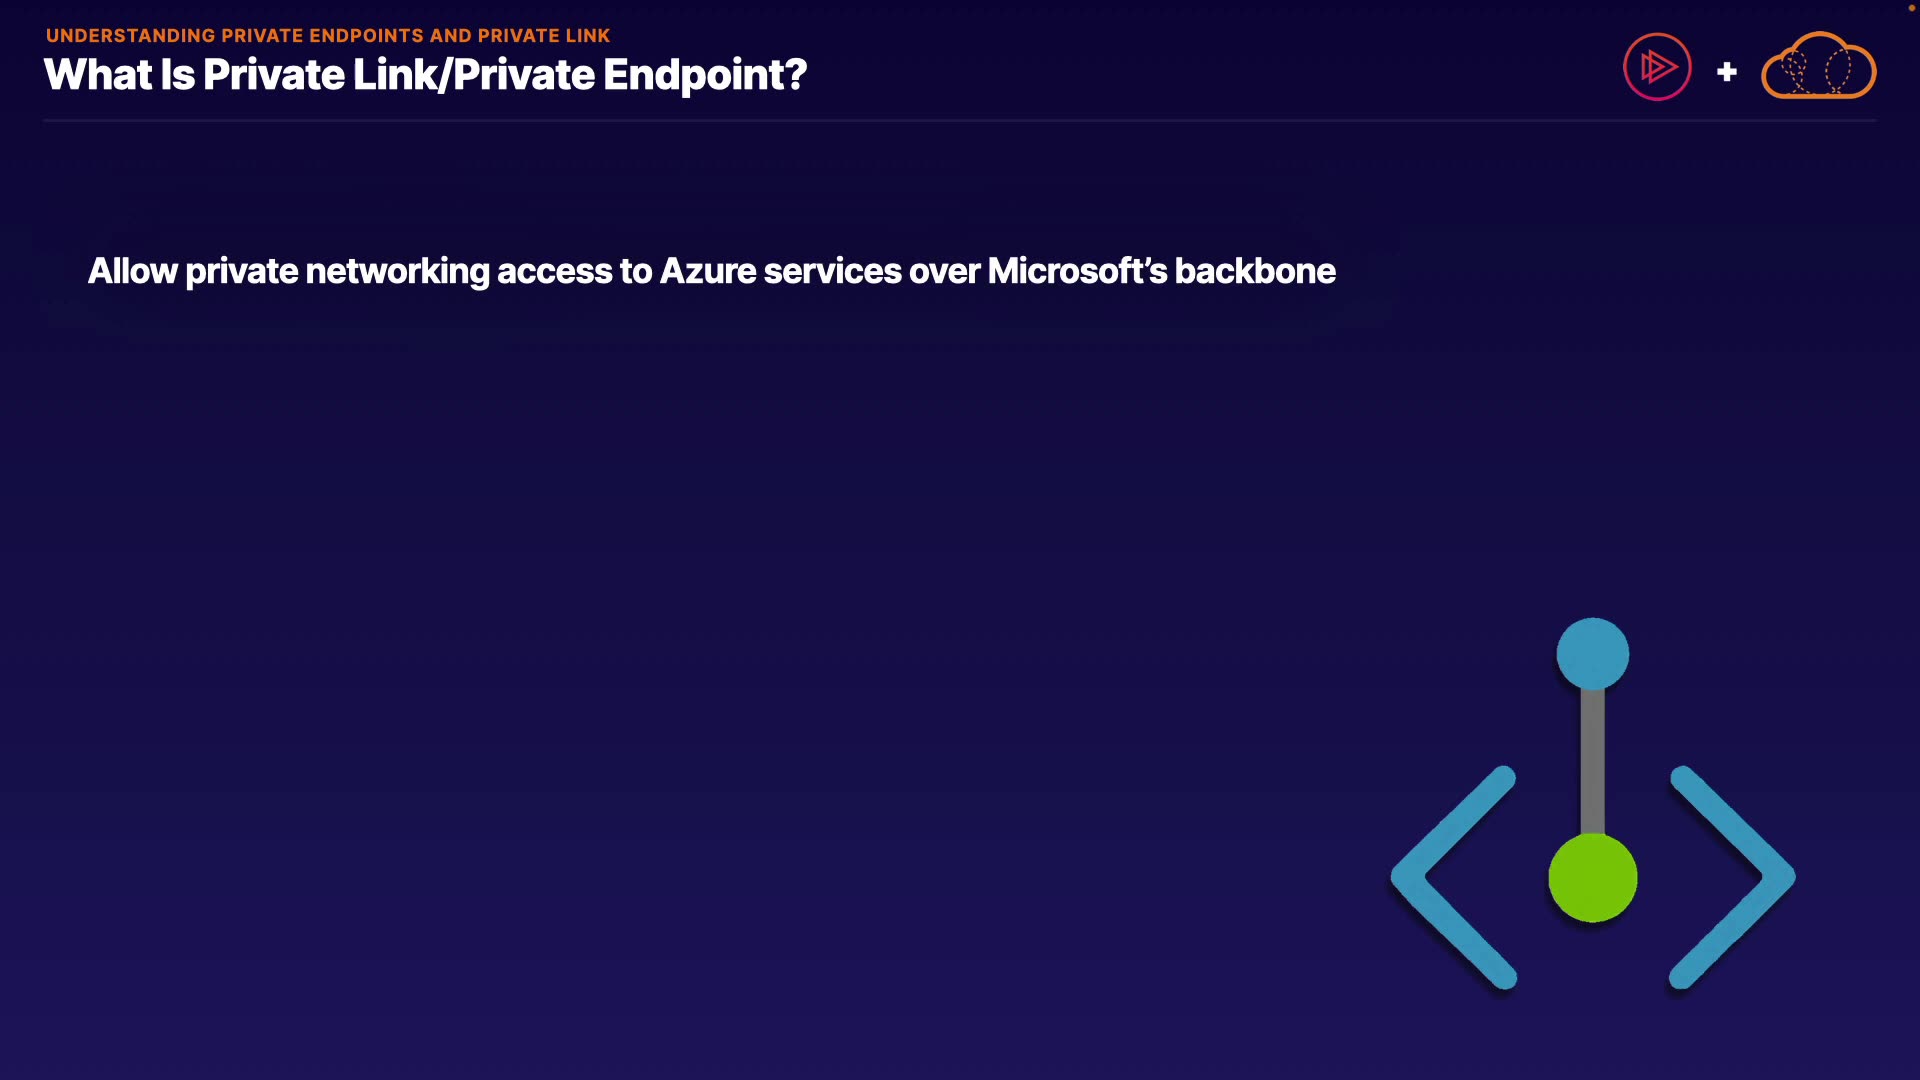 UNDERSTANDING PRIVATE ENDPOINTS AND PRIVATE LINK
What Is Private Link/Private Endpoint?
Allow private networking access to Azure services over Microsoft’s backbone